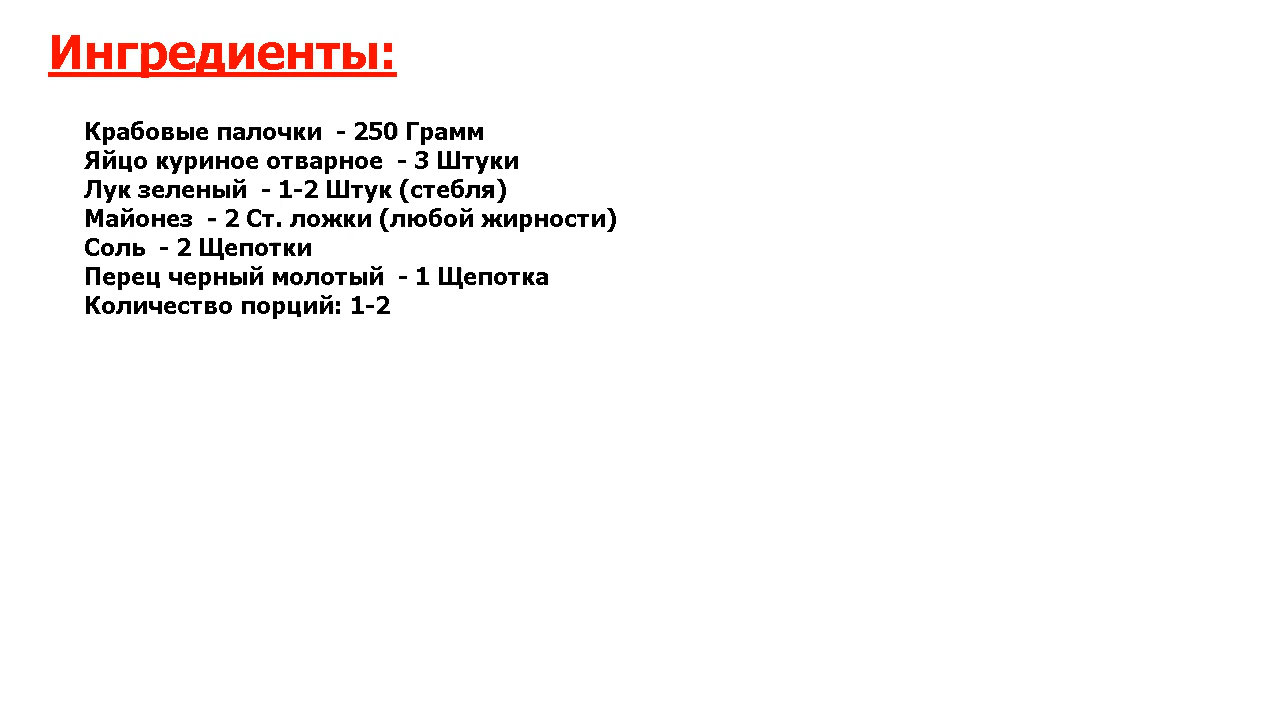 Ингредиенты:
Крабовые палочки  - 250 Грамм
Яйцо куриное отварное  - 3 Штуки
Лук зеленый  - 1-2 Штук (стебля)
Майонез  - 2 Ст. ложки (любой жирности)
Соль  - 2 Щепотки
Перец черный молотый  - 1 Щепотка
Количество порций: 1-2